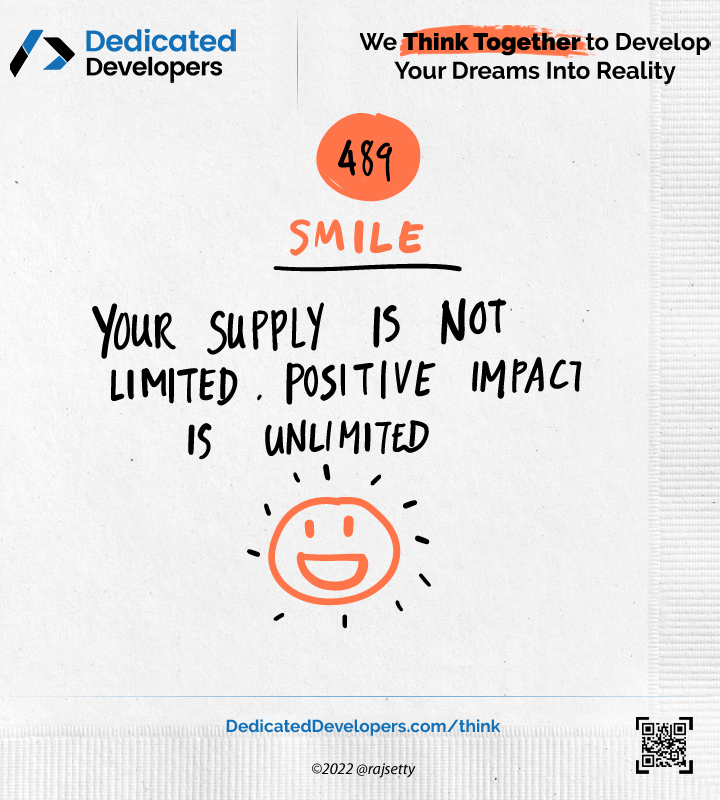 Dedicated
Developers
We Think Together to Develop
Your Dreams Into Reality
489
SMILE
YOUR SUPPLY IS NOT
LIMITED. POSITIVE IMPACT
IS UNLIMITED
DedicatedDevelopers.com/think
©2022 @rajsetty